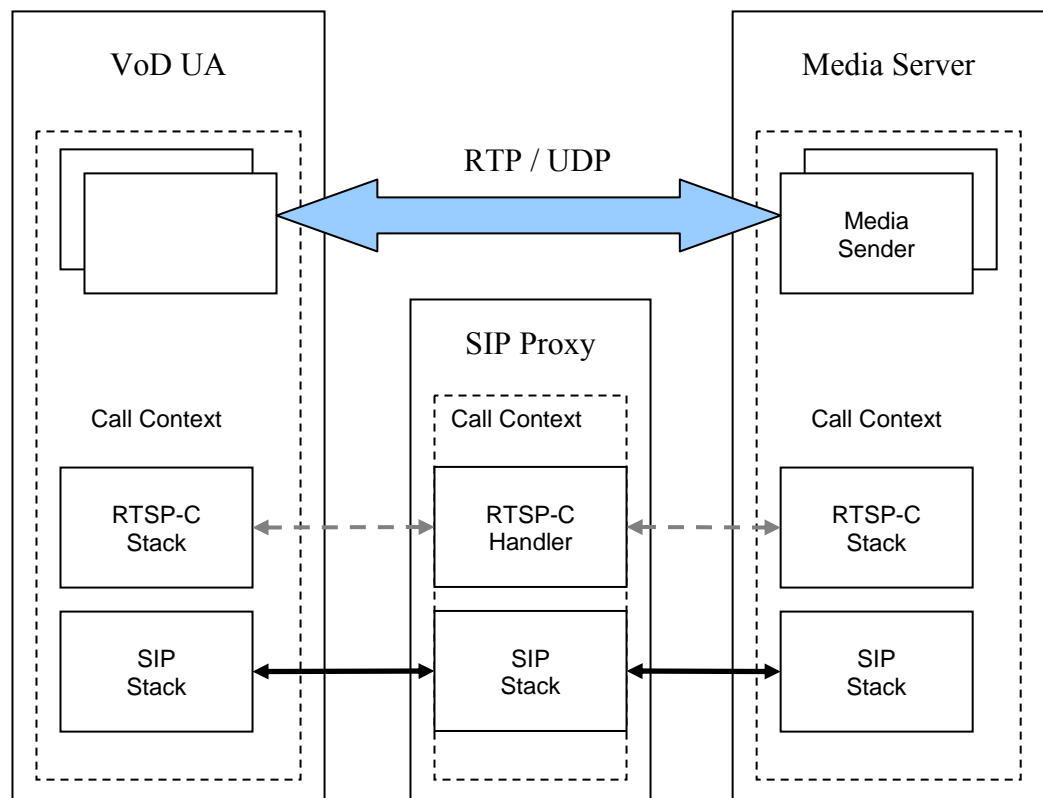 VoD UA
Media Server
RTP / UDP
Media
Sender
SIP Proxy
Call Context
Call Context
Call Context
RTSP-C
Stack
RTSP-C
Handler
RTSP-C
Stack
SIP
Stack
SIP
Stack
SIP
Stack